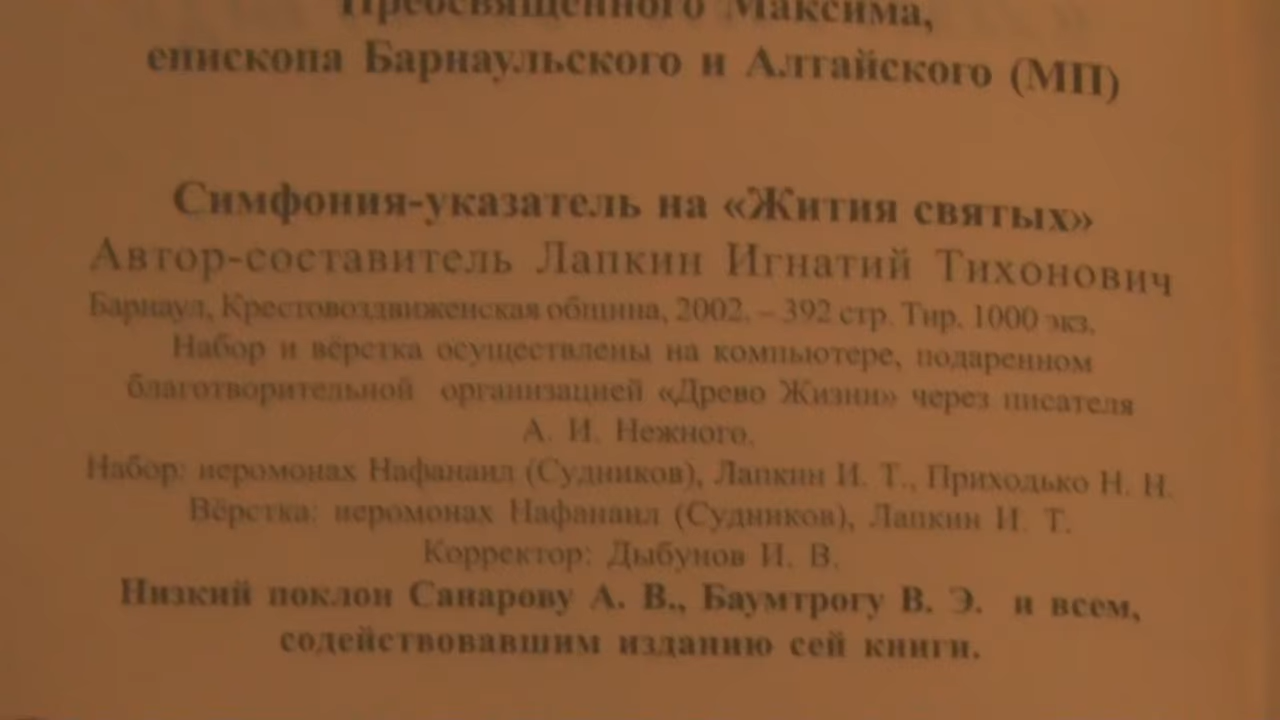 Преосвященного Максима,
епископа Барнаульского и Алтайского (МП)
Симфония-указатель на «Жития святых»
Автор-составитель Лапкин Игнатий Тихонович
Барнаул, Крестовоздвиженская община, 2002. – 392 стр. Тир. 1000 экз.
Набор и вёрстка осуществлены на компьютере, подаренном
благотворительной организацией «Древо Жизни» через писателя
А. И. Нежного.
Набор: иеромонах Нафанаил (Судников), Лапкин И. Т., Приходько Н. Н.
Вёрстка: иеромонах Нафанаил (Судников), Лапкин И. Т.
Корректор: Дыбунов И. В.
Низкий поклон Санарову А. В., Баумтрогу В. Э. и всем,
содействовавшим изданию сей книги.